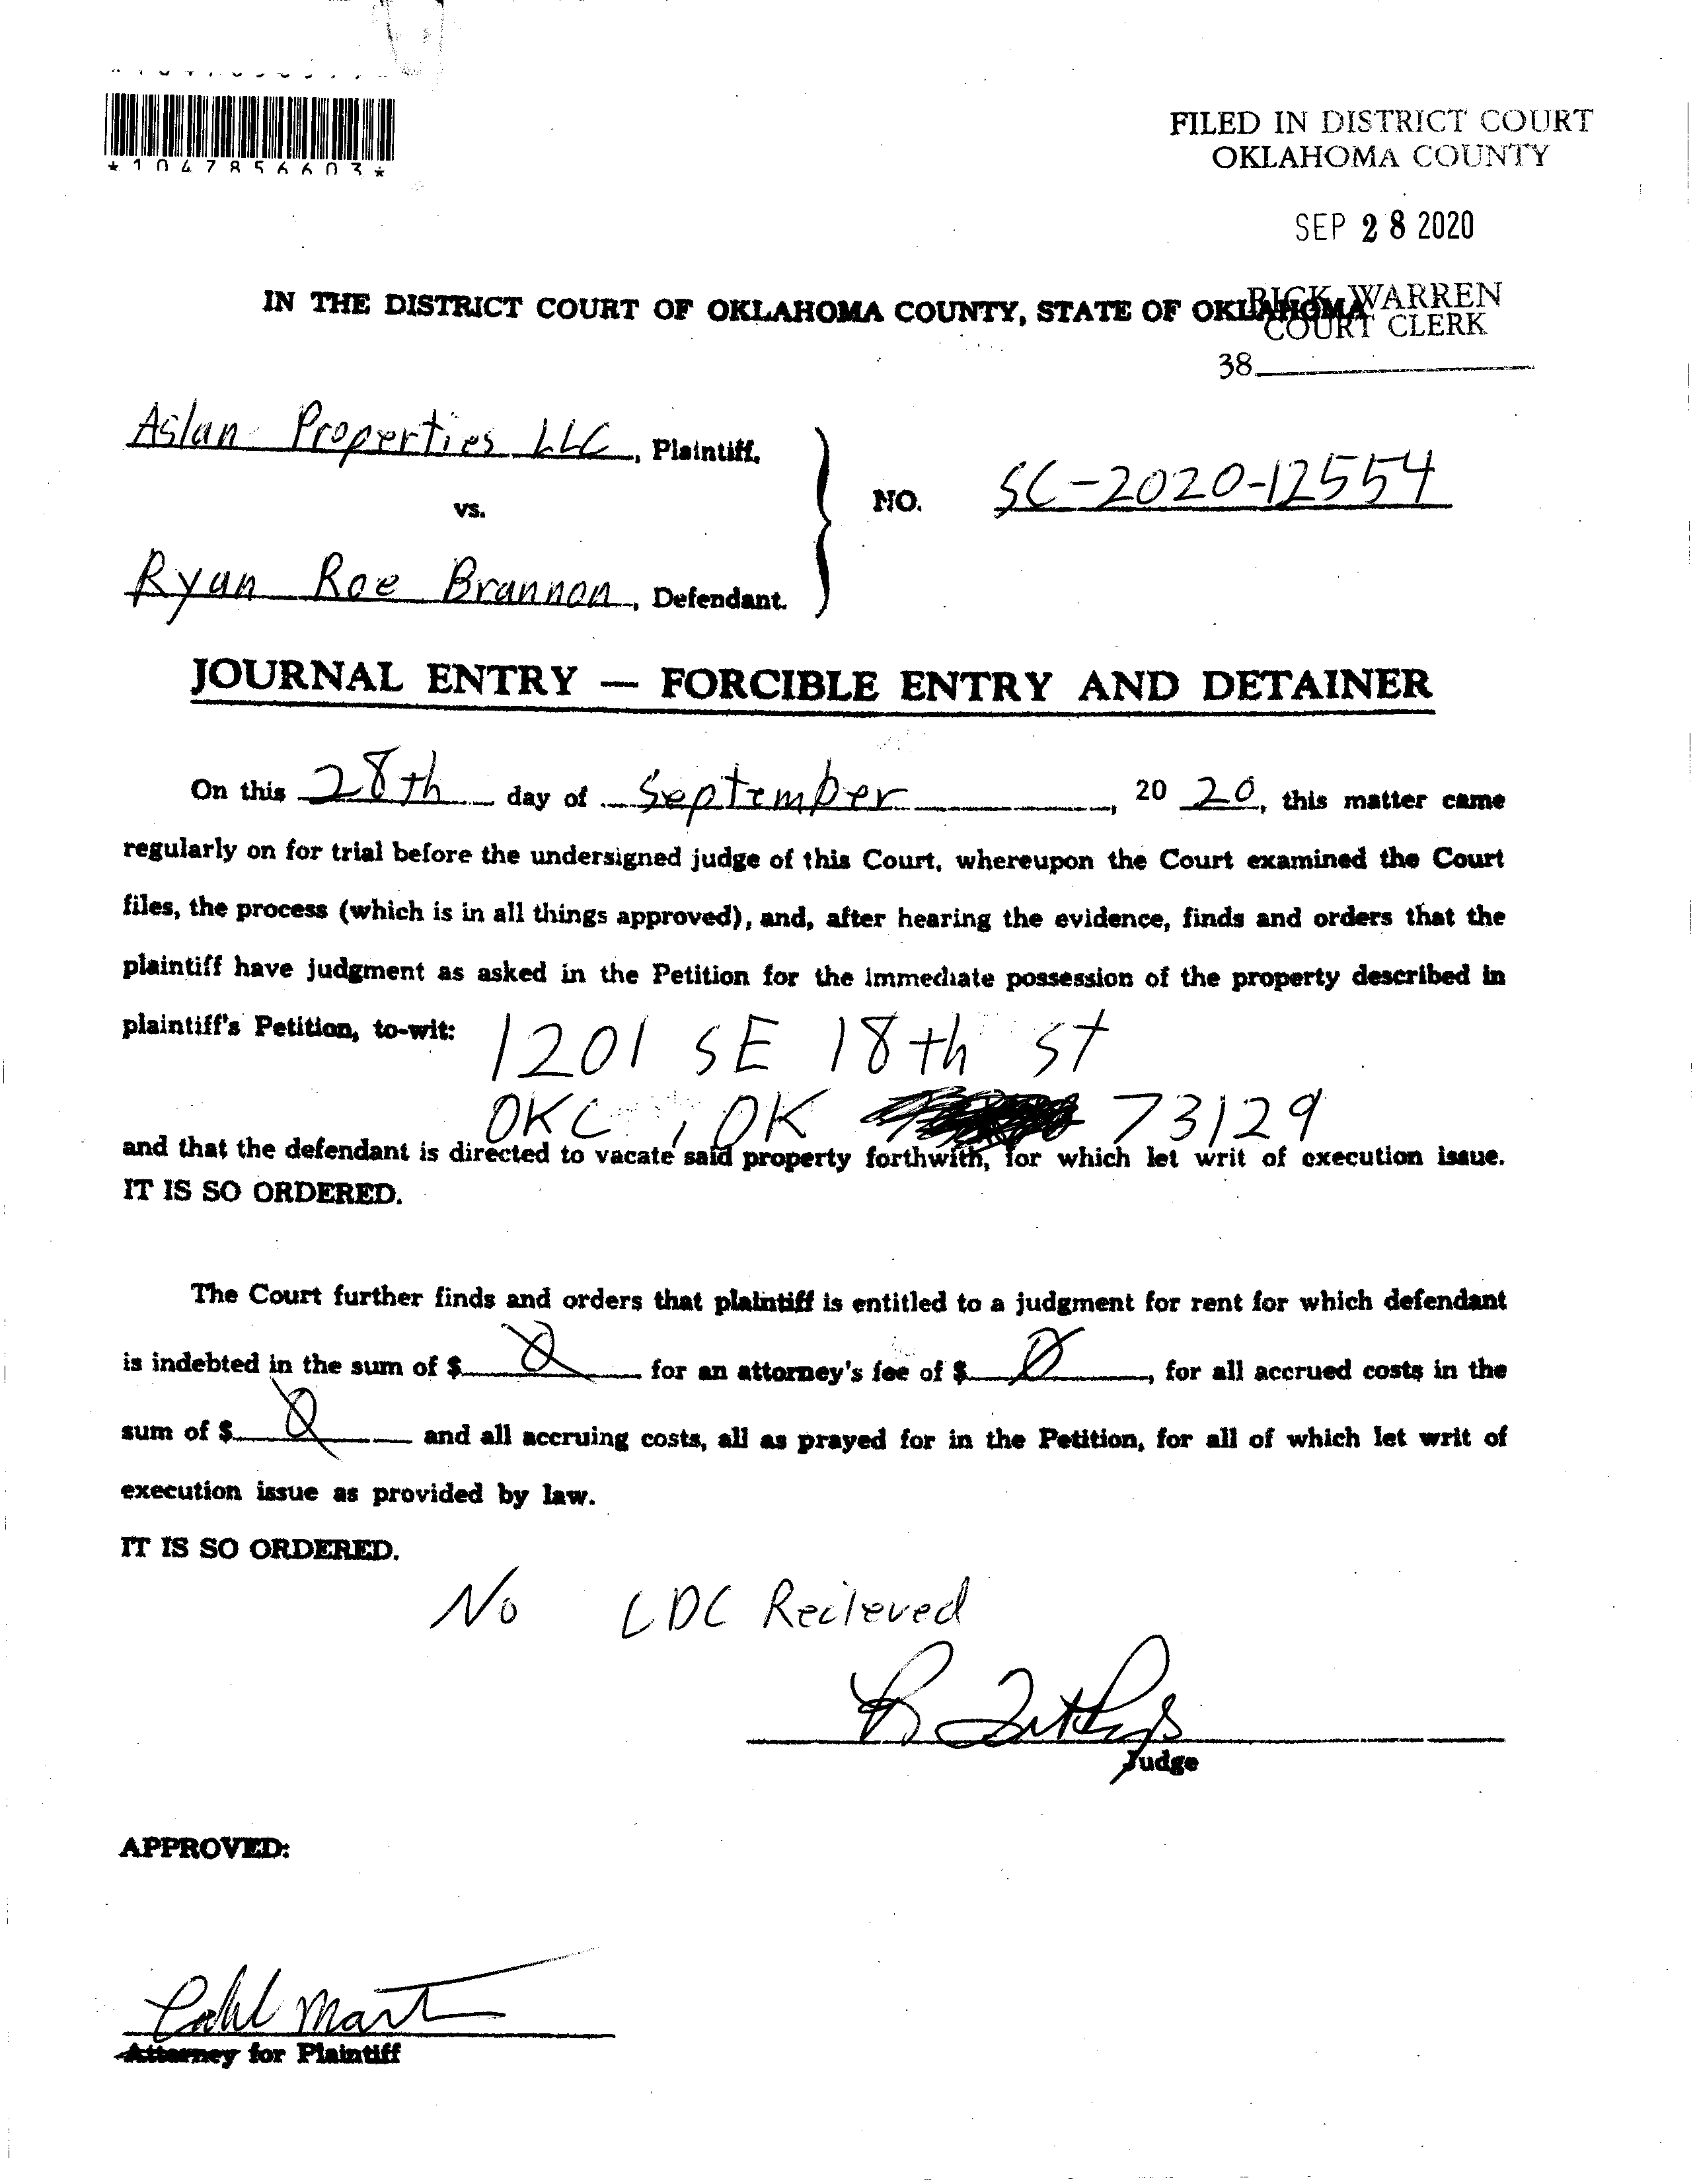 *1047856603*
FILED IN DISTRICT COURT
OKLAHOMA COUNTY
SEP 28 2020
RICK WARREN
COURT CLERK
38
IN THE DISTRICT COURT OF OKLAHOMA COUNTY, STATE OF OKLAHOMA
Aslan Properties LLC, Plaintiff,
vs.
NO. SC-2020-12554
Ryan Roe Brannon, Defendant.
JOURNAL ENTRY — FORCIBLE ENTRY AND DETAINER
On this 28th day of September, 20 20, this matter came
regularly on for trial before the undersigned judge of this Court, whereupon the Court examined the Court
files, the process (which is in all things approved), and, after hearing the evidence, finds and orders that the
plaintiff have judgment as asked in the Petition for the immediate possession of the property described in
plaintiff's Petition, to-wit: 1201 SE 18th St
OKC, OK 73129
and that the defendant is directed to vacate said property forthwith, for which let writ of execution issue.
IT IS SO ORDERED.
The Court further finds and orders that plaintiff is entitled to a judgment for rent for which defendant
is indebted in the sum of $ 0 for an attorney's fee of $ 0, for all accrued costs in the
sum of $ 0 and all accruing costs, all as prayed for in the Petition, for all of which let writ of
execution issue as provided by law.
IT IS SO ORDERED.
No LDC Recieved
Judge
APPROVED:
Attorney for Plaintiff